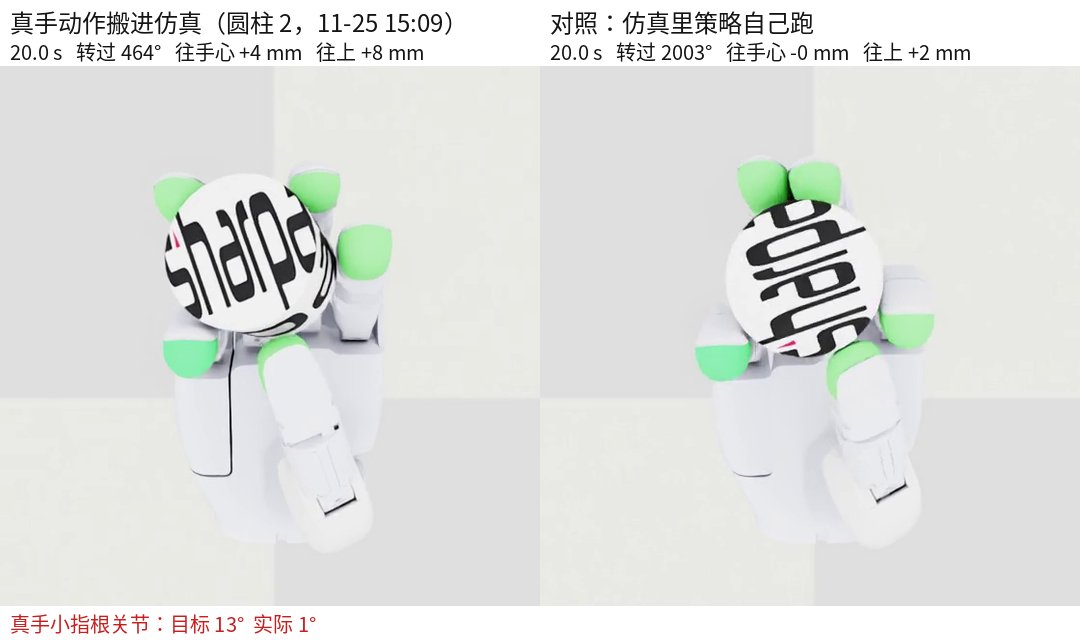 真手动作搬进仿真（圆柱 2，11-25 15:09）
20.0 s 转过 464° 往手心 +4 mm 往上 +8 mm
对照：仿真里策略自己跑
20.0 s 转过 2003° 往手心 -0 mm 往上 +2 mm
sharpa
sharpa
真手小指根关节：目标 13° 实际 1°